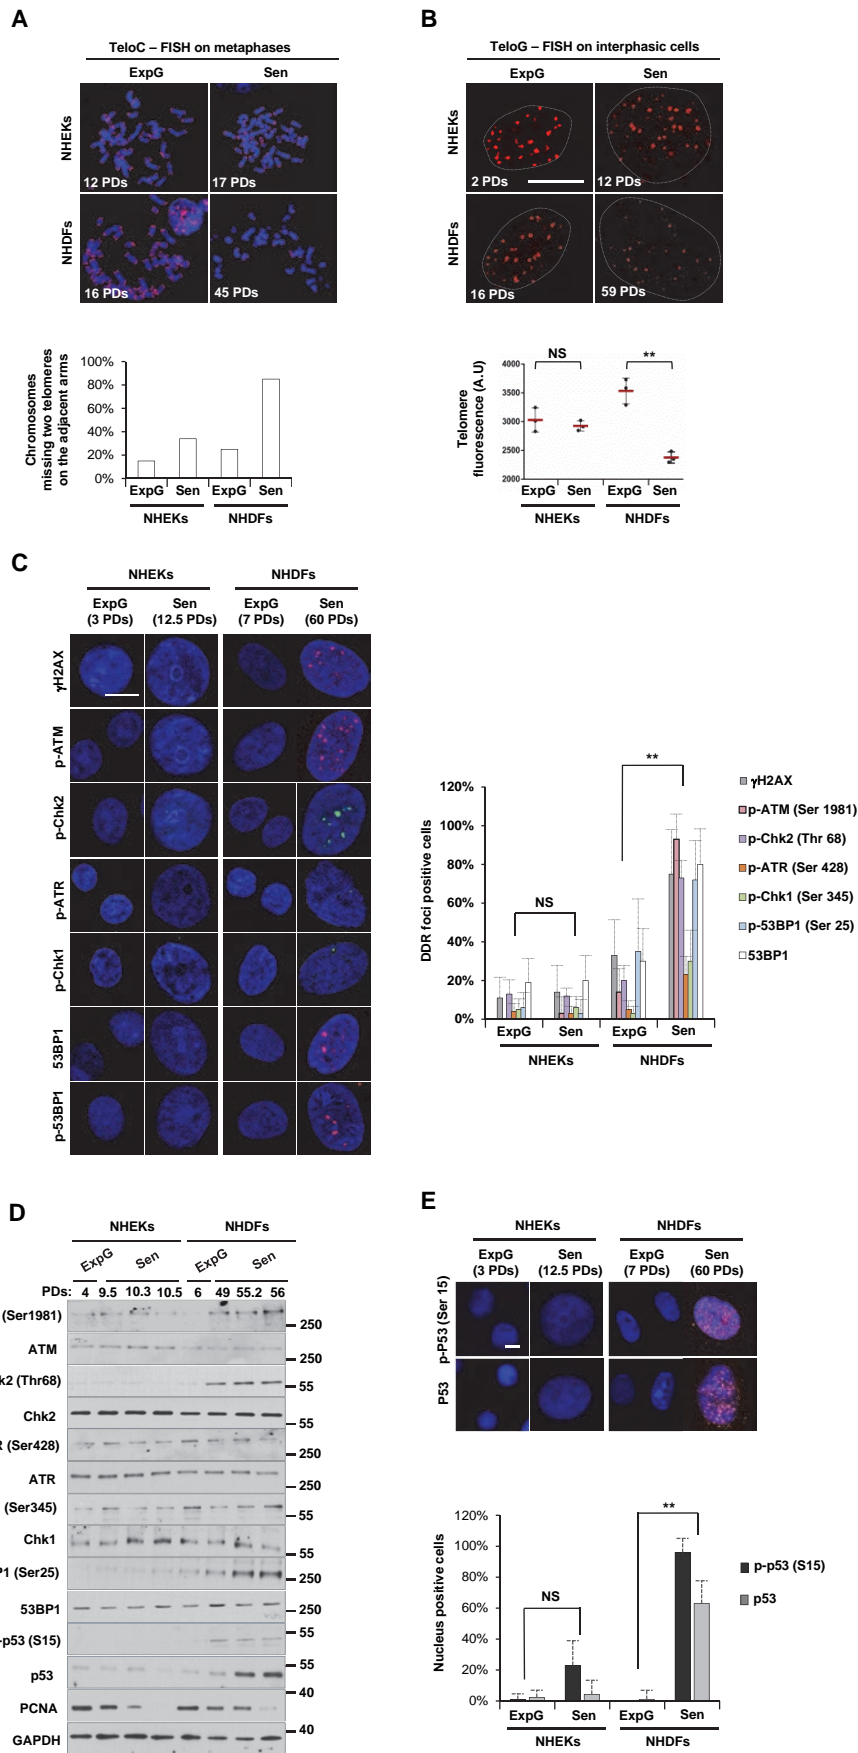 A
TeloC – FISH on metaphases
ExpG Sen
NHEKs
12 PDs 17 PDs
NHDFs
16 PDs 45 PDs
Chromosomes missing two telomeres on the adjacent arms
100%
80%
60%
40%
20%
0%
ExpG Sen ExpG Sen
NHEKs NHDFs
B
TeloG – FISH on interphasic cells
ExpG Sen
NHEKs
2 PDs 12 PDs
NHDFs
16 PDs 59 PDs
Telomere fluorescence (A.U)
4000
3500
3000
2500
2000
NS **
ExpG Sen ExpG Sen
NHEKs NHDFs
C
NHEKs NHDFs
ExpG Sen ExpG Sen
(3 PDs) (12.5 PDs) (7 PDs) (60 PDs)
γH2AX
p-ATM
p-Chk2
p-ATR
p-Chk1
53BP1
p-53BP1
DDR foci positive cells
120%
100%
80%
60%
40%
20%
0%
NS **
ExpG Sen ExpG Sen
NHEKs NHDFs
γH2AX
p-ATM (Ser 1981)
p-Chk2 (Thr 68)
p-ATR (Ser 428)
p-Chk1 (Ser 345)
p-53BP1 (Ser 25)
53BP1
D
NHEKs NHDFs
ExpG Sen ExpG Sen
PDs: 4 9.5 10.3 10.5 6 49 55.2 56
(Ser1981) 250
ATM 250
k2 (Thr68) 55
Chk2 55
R (Ser428) 250
ATR 250
(Ser345) 55
Chk1 55
P1 (Ser25) 250
53BP1 250
-p53 (S15) 55
p53 55
40
PCNA
40
GAPDH
E
NHEKs NHDFs
ExpG Sen ExpG Sen
(3 PDs) (12.5 PDs) (7 PDs) (60 PDs)
p-P53 (Ser 15)
P53
Nucleus positive cells
120%
100%
80%
60%
40%
20%
0%
NS **
ExpG Sen ExpG Sen
NHEKs NHDFs
p-p53 (S15)
p53